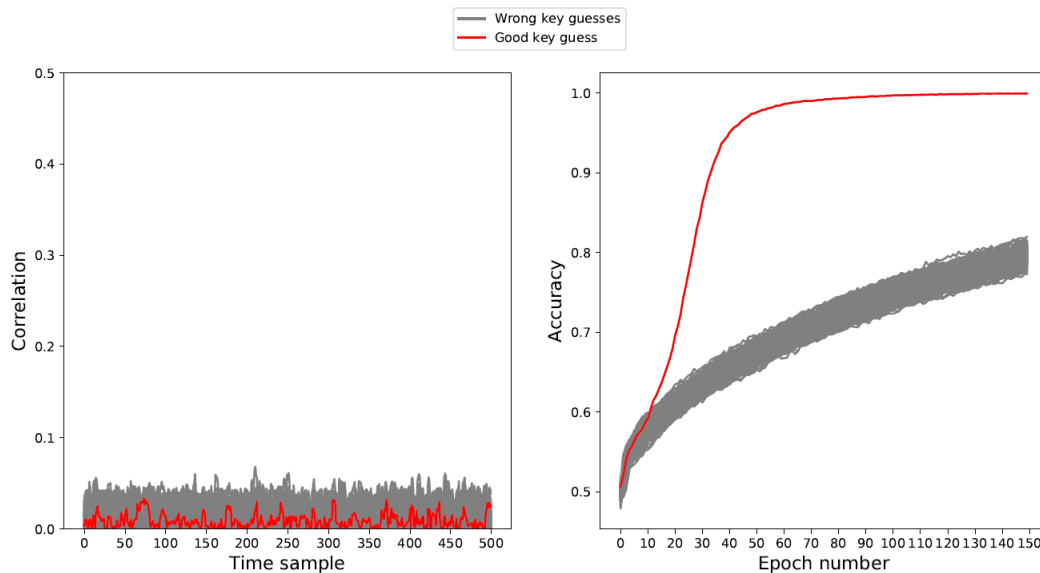 Wrong key guesses
Good key guess
0.5
0.4
0.3
0.2
0.1
0.0
Correlation
0 50 100 150 200 250 300 350 400 450 500
Time sample
1.0
0.9
0.8
0.7
0.6
0.5
Accuracy
0 10 20 30 40 50 60 70 80 90 100 110 120 130 140 150
Epoch number